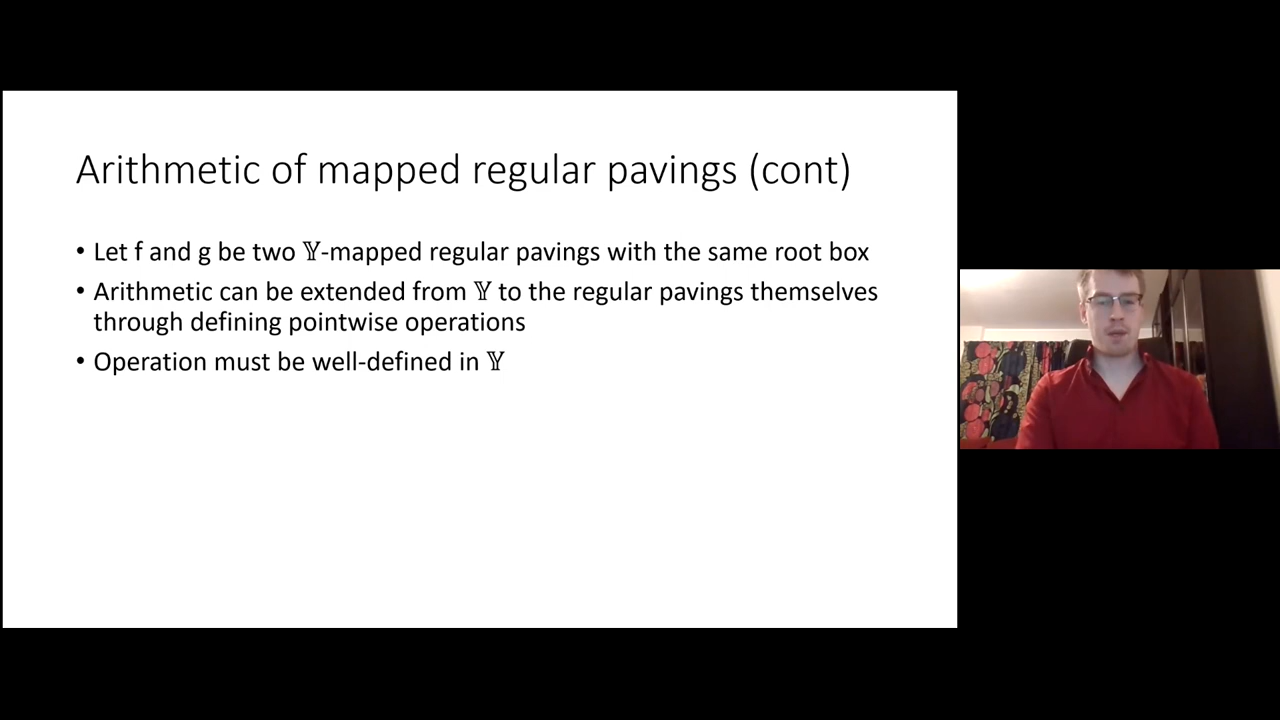 Arithmetic of mapped regular pavings (cont)
• Let f and g be two 𝕐-mapped regular pavings with the same root box
• Arithmetic can be extended from 𝕐 to the regular pavings themselves
through defining pointwise operations
• Operation must be well-defined in 𝕐